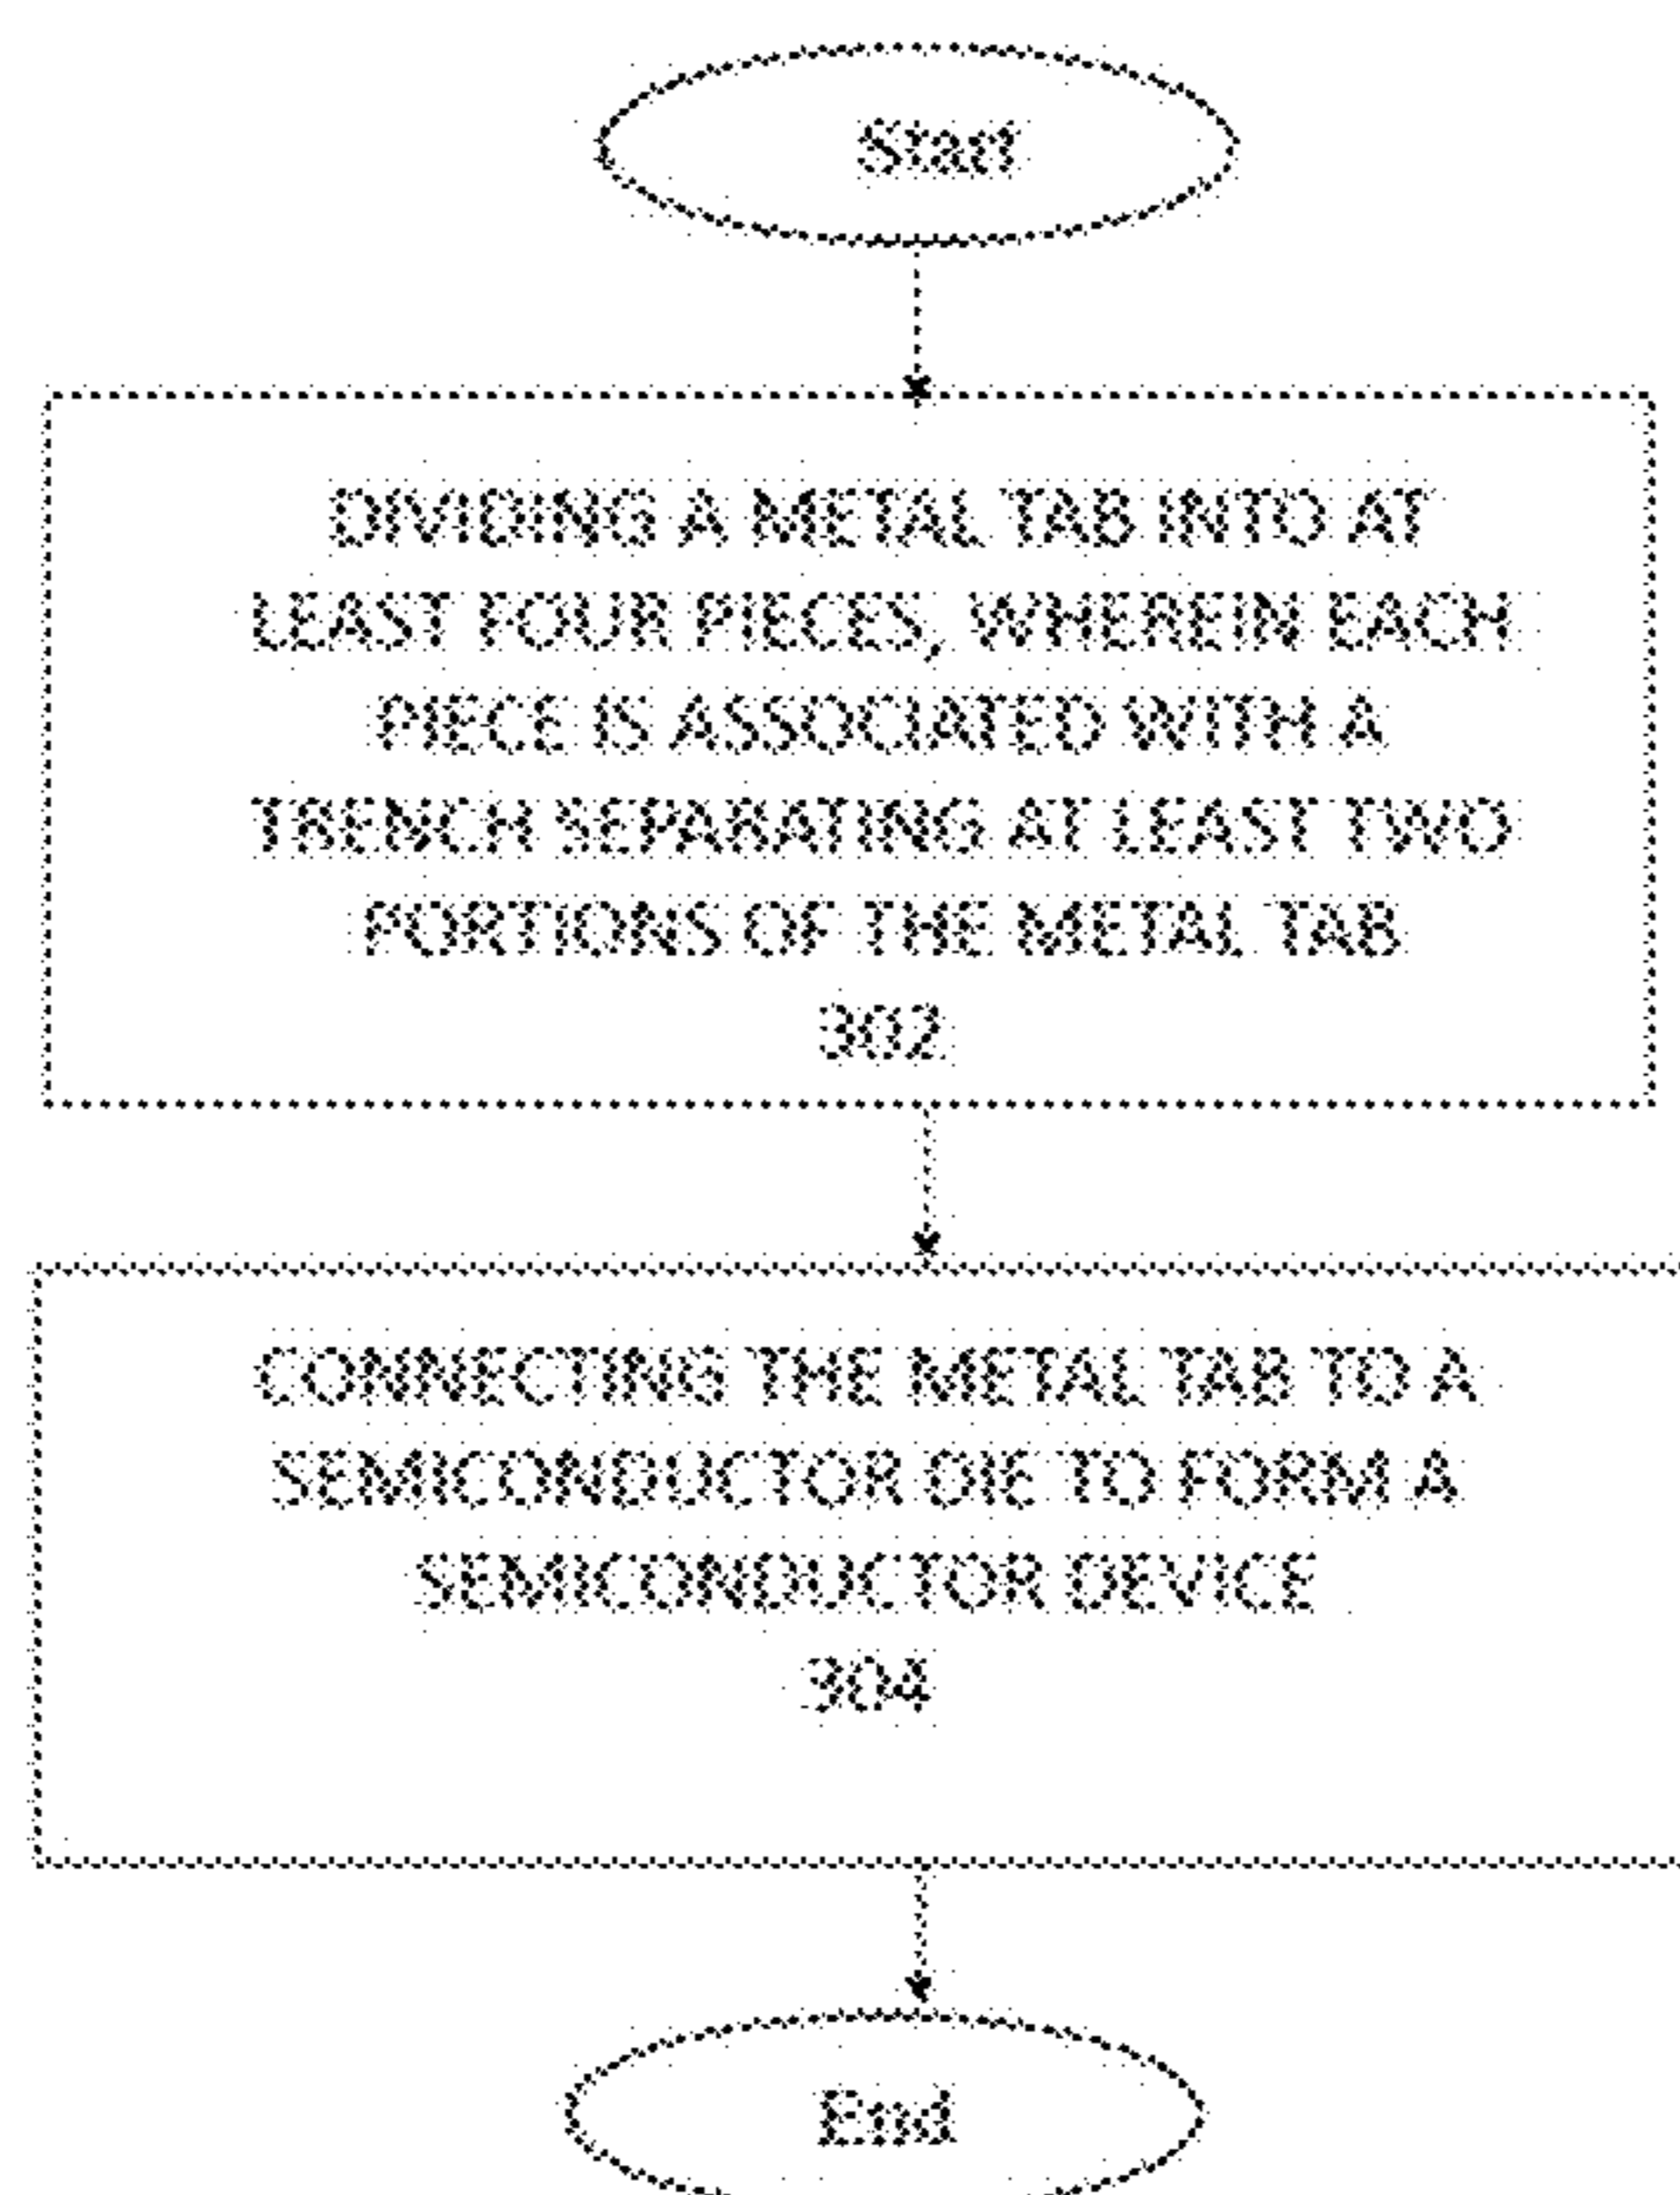 Start
DIVIDING A METAL TAB INTO AT
LEAST FOUR PIECES, WHEREIN EACH
PIECE IS ASSOCIATED WITH A
TRENCH SEPARATING AT LEAST TWO
PORTIONS OF THE METAL TAB
302
CONNECTING THE METAL TAB TO A
SEMICONDUCTOR DIE TO FORM A
SEMICONDUCTOR DEVICE
304
End